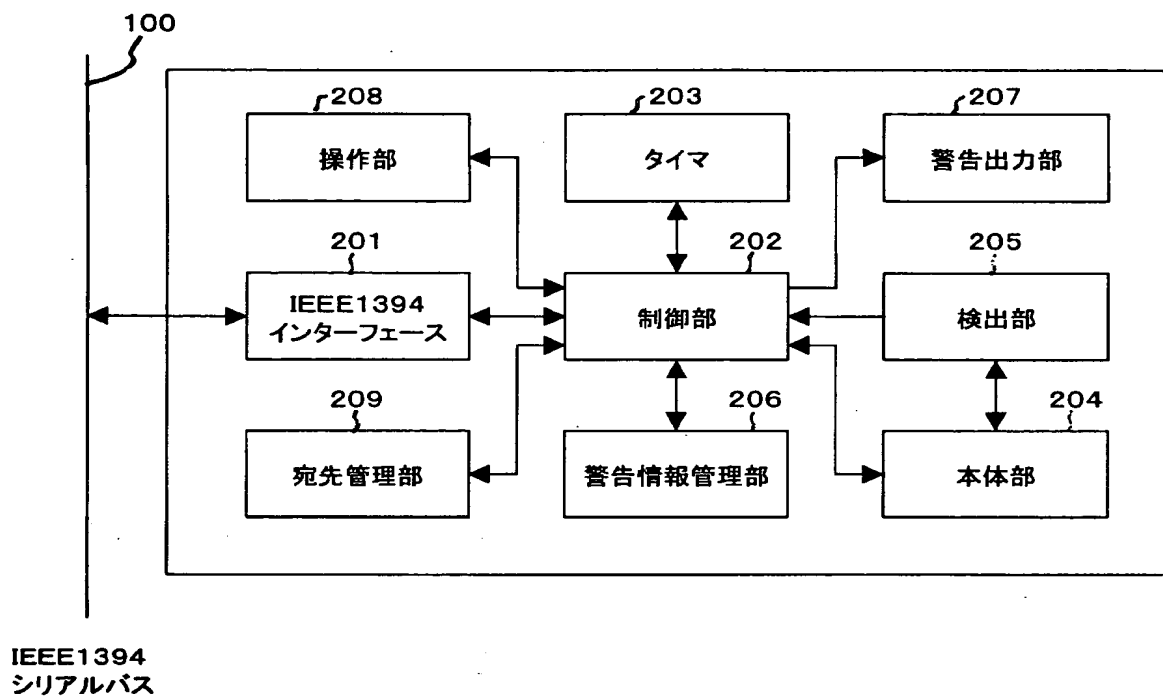 100
208
203
207
操作部
タイマ
警告出力部
201
202
205
IEEE1394
インターフェース
制御部
検出部
209
206
204
宛先管理部
警告情報管理部
本体部
IEEE1394
シリアルバス